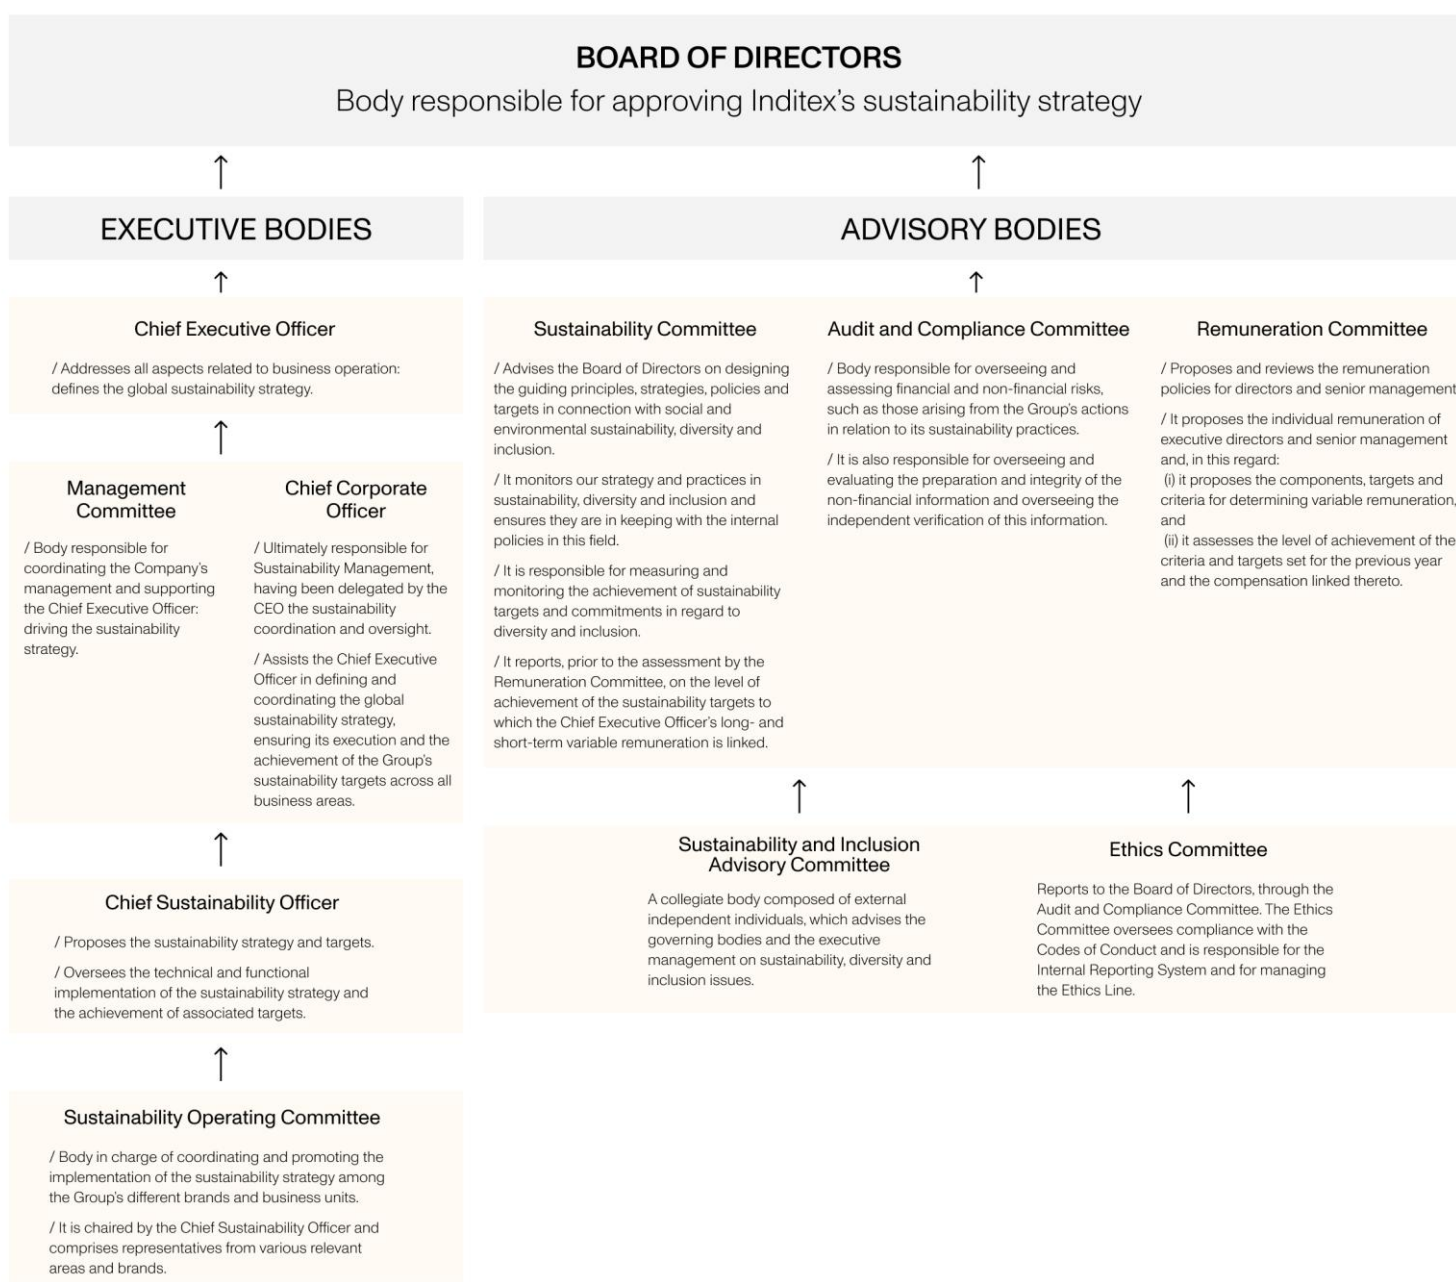 BOARD OF DIRECTORS
Body responsible for approving Inditex's sustainability strategy
EXECUTIVE BODIES
Chief Executive Officer
/ Addresses all aspects related to business operation:
defines the global sustainability strategy.
Management
Committee
/ Body responsible for
coordinating the Company's
management and supporting
the Chief Executive Officer:
driving the sustainability
strategy.
Chief Corporate
Officer
/ Ultimately responsible for
Sustainability Management,
having been delegated by the
CEO the sustainability
coordination and oversight.
/ Assists the Chief Executive
Officer in defining and
coordinating the global
sustainability strategy,
ensuring its execution and the
achievement of the Group's
sustainability targets across all
business areas.
Chief Sustainability Officer
/ Proposes the sustainability strategy and targets.
/ Oversees the technical and functional
implementation of the sustainability strategy and
the achievement of associated targets.
Sustainability Operating Committee
/ Body in charge of coordinating and promoting the
implementation of the sustainability strategy among
the Group's different brands and business units.
/ It is chaired by the Chief Sustainability Officer and
comprises representatives from various relevant
areas and brands.
ADVISORY BODIES
Sustainability Committee
/ Advises the Board of Directors on designing
the guiding principles, strategies, policies and
targets in connection with social and
environmental sustainability, diversity and
inclusion.
/ It monitors our strategy and practices in
sustainability, diversity and inclusion and
ensures they are in keeping with the internal
policies in this field.
/ It is responsible for measuring and
monitoring the achievement of sustainability
targets and commitments in regard to
diversity and inclusion.
/ It reports, prior to the assessment by the
Remuneration Committee, on the level of
achievement of the sustainability targets to
which the Chief Executive Officer's long- and
short-term variable remuneration is linked.
Audit and Compliance Committee
/ Body responsible for overseeing and
assessing financial and non-financial risks,
such as those arising from the Group's actions
in relation to its sustainability practices.
/ It is also responsible for overseeing and
evaluating the preparation and integrity of the
non-financial information and overseeing the
independent verification of this information.
Remuneration Committee
/ Proposes and reviews the remuneration
policies for directors and senior management
/ It proposes the individual remuneration of
executive directors and senior management
and, in this regard:
(i) it proposes the components, targets and
criteria for determining variable remuneration,
and
(ii) it assesses the level of achievement of the
criteria and targets set for the previous year
and the compensation linked thereto.
Sustainability and Inclusion
Advisory Committee
A collegiate body composed of external
independent individuals, which advises the
governing bodies and the executive
management on sustainability, diversity and
inclusion issues.
Ethics Committee
Reports to the Board of Directors, through the
Audit and Compliance Committee. The Ethics
Committee oversees compliance with the
Codes of Conduct and is responsible for the
Internal Reporting System and for managing
the Ethics Line.